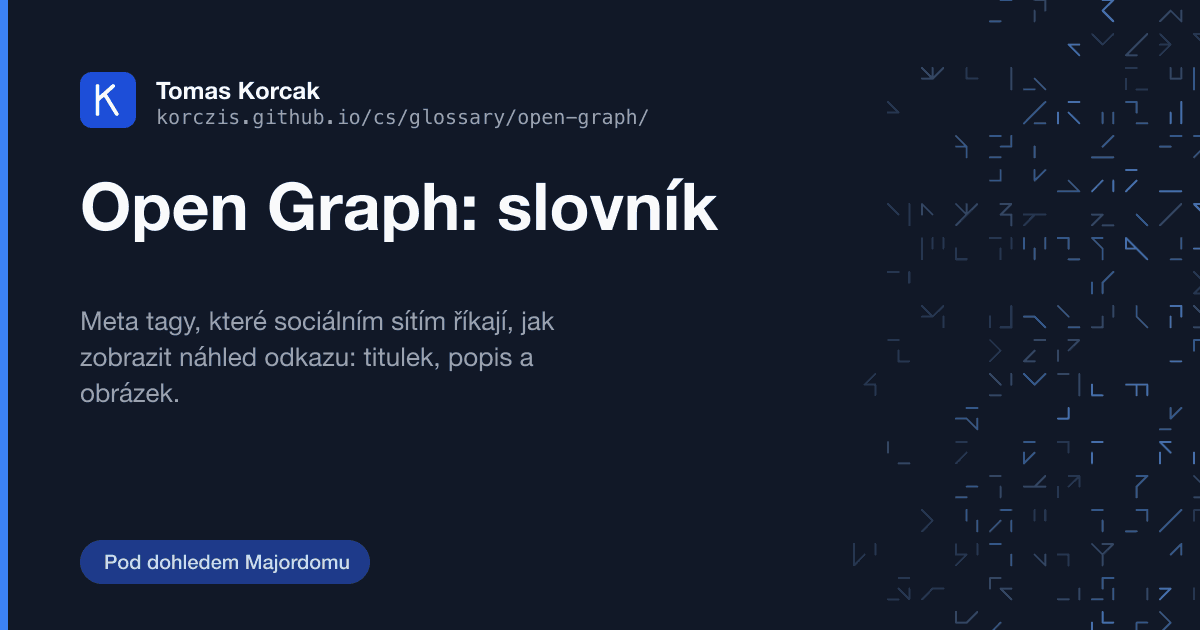 K
Tomas Korcak
korczis.github.io/cs/glossary/open-graph/
Open Graph: slovník
Meta tagy, které sociálním sítím říkají, jak
zobrazit náhled odkazu: titulek, popis a
obrázek.
Pod dohledem Majordomu